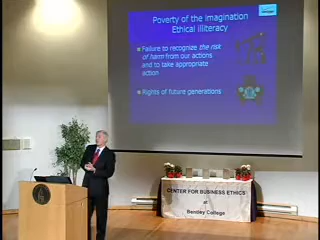 Poverty of the imagination
Ethical illiteracy
Failure to recognize the risk
of harm from our actions
and to take appropriate
action
Rights of future generations
CENTER FOR BUSINESS ETHICS
at
Bentley College